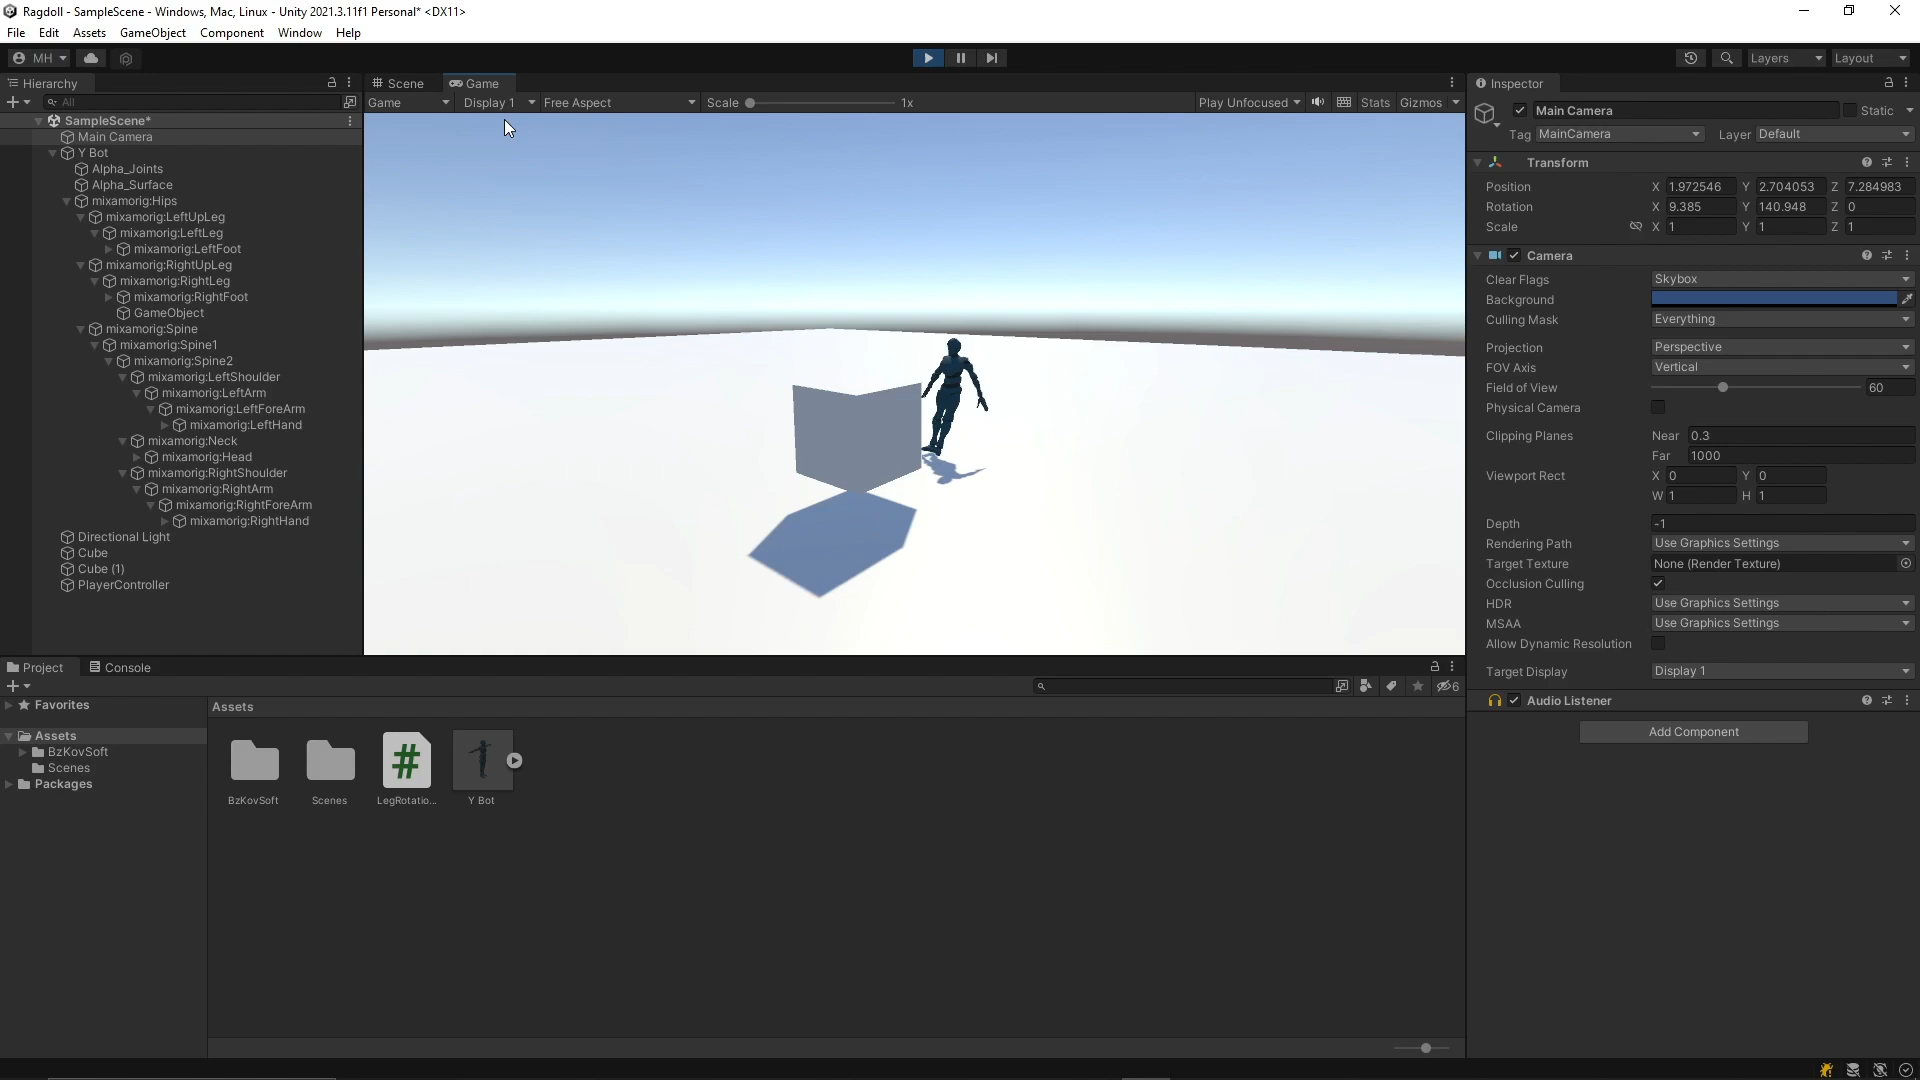 Ragdoll - SampleScene - Windows, Mac, Linux - Unity 2021.3.11f1 Personal* <DX11>
File Edit Assets GameObject Component Window Help
MH Layers Layout
Hierarchy
All
SampleScene*
Main Camera
Y Bot
Alpha_Joints
Alpha_Surface
mixamorig:Hips
mixamorig:LeftUpLeg
mixamorig:LeftLeg
mixamorig:LeftFoot
mixamorig:RightUpLeg
mixamorig:RightLeg
mixamorig:RightFoot
GameObject
mixamorig:Spine
mixamorig:Spine1
mixamorig:Spine2
mixamorig:LeftShoulder
mixamorig:LeftArm
mixamorig:LeftForeArm
mixamorig:LeftHand
mixamorig:Neck
mixamorig:Head
mixamorig:RightShoulder
mixamorig:RightArm
mixamorig:RightForeArm
mixamorig:RightHand
Directional Light
Cube
Cube (1)
PlayerController
Scene Game
Game Display 1 Free Aspect Scale 1x Play Unfocused Stats Gizmos
Inspector
Main Camera Static
Tag MainCamera Layer Default
Transform
Position X 1.972546 Y 2.704053 Z 7.284983
Rotation X 9.385 Y 140.948 Z 0
Scale X 1 Y 1 Z 1
Camera
Clear Flags Skybox
Background
Culling Mask Everything
Projection Perspective
FOV Axis Vertical
Field of View 60
Physical Camera
Clipping Planes Near 0.3
Far 1000
Viewport Rect X 0 Y 0
W 1 H 1
Depth -1
Rendering Path Use Graphics Settings
Target Texture None (Render Texture)
Occlusion Culling
HDR Use Graphics Settings
MSAA Use Graphics Settings
Allow Dynamic Resolution
Target Display Display 1
Audio Listener
Add Component
Project Console
6
Favorites
Assets
BzKovSoft
Scenes
Packages
Assets
BzKovSoft Scenes LegRotatio... Y Bot